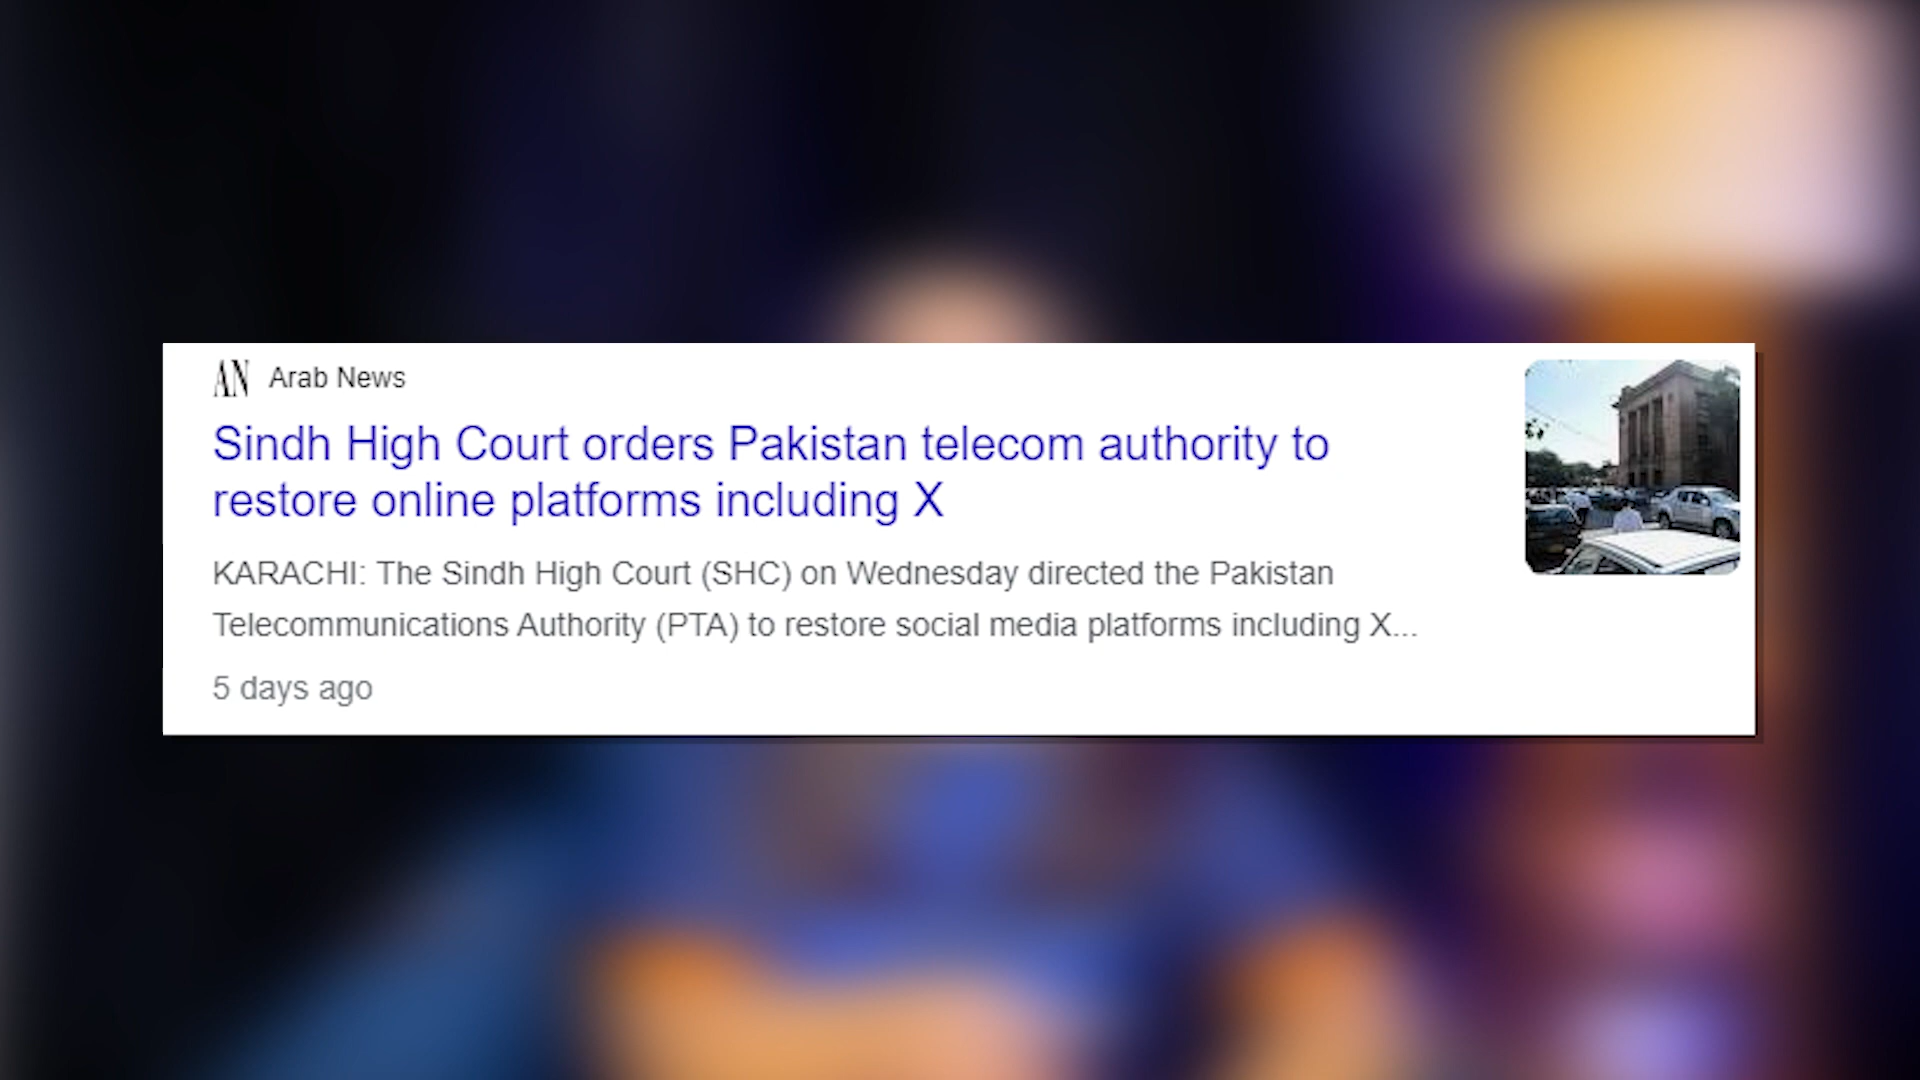 AN Arab News
Sindh High Court orders Pakistan telecom authority to
restore online platforms including X
KARACHI: The Sindh High Court (SHC) on Wednesday directed the Pakistan
Telecommunications Authority (PTA) to restore social media platforms including X...
5 days ago